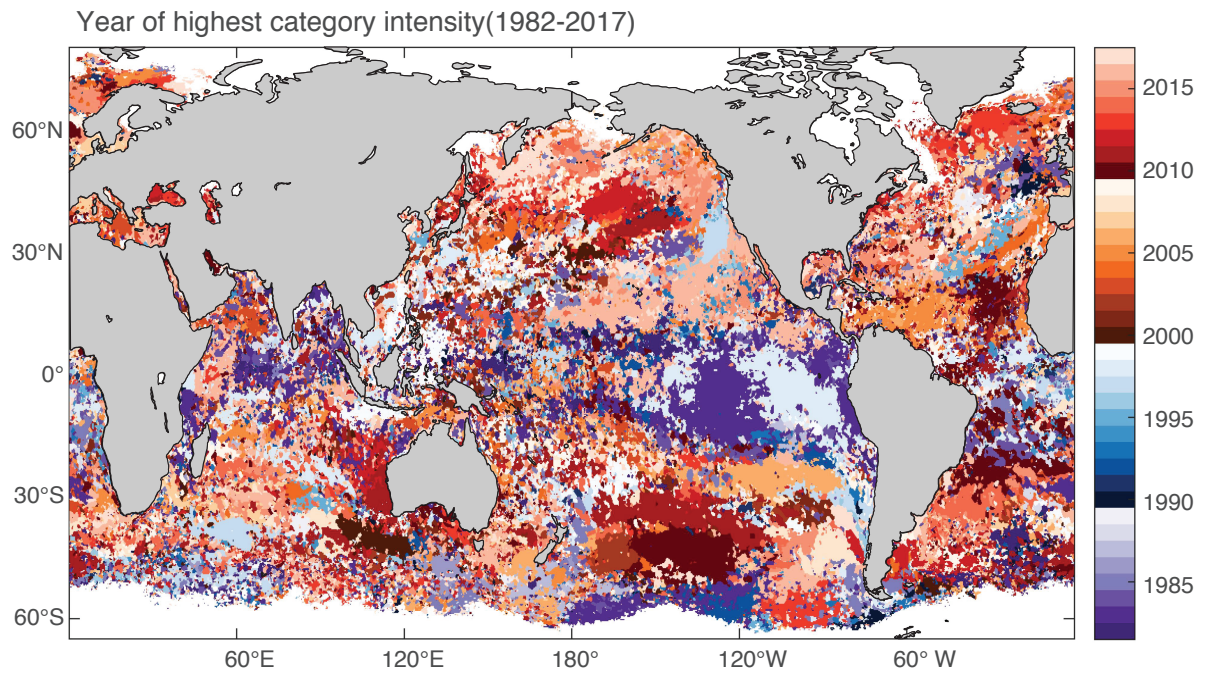 Year of highest category intensity(1982-2017)
60°N
30°N
0°
30°S
60°S
60°E
120°E
180°
120°W
60° W
2015
2010
2005
2000
1995
1990
1985